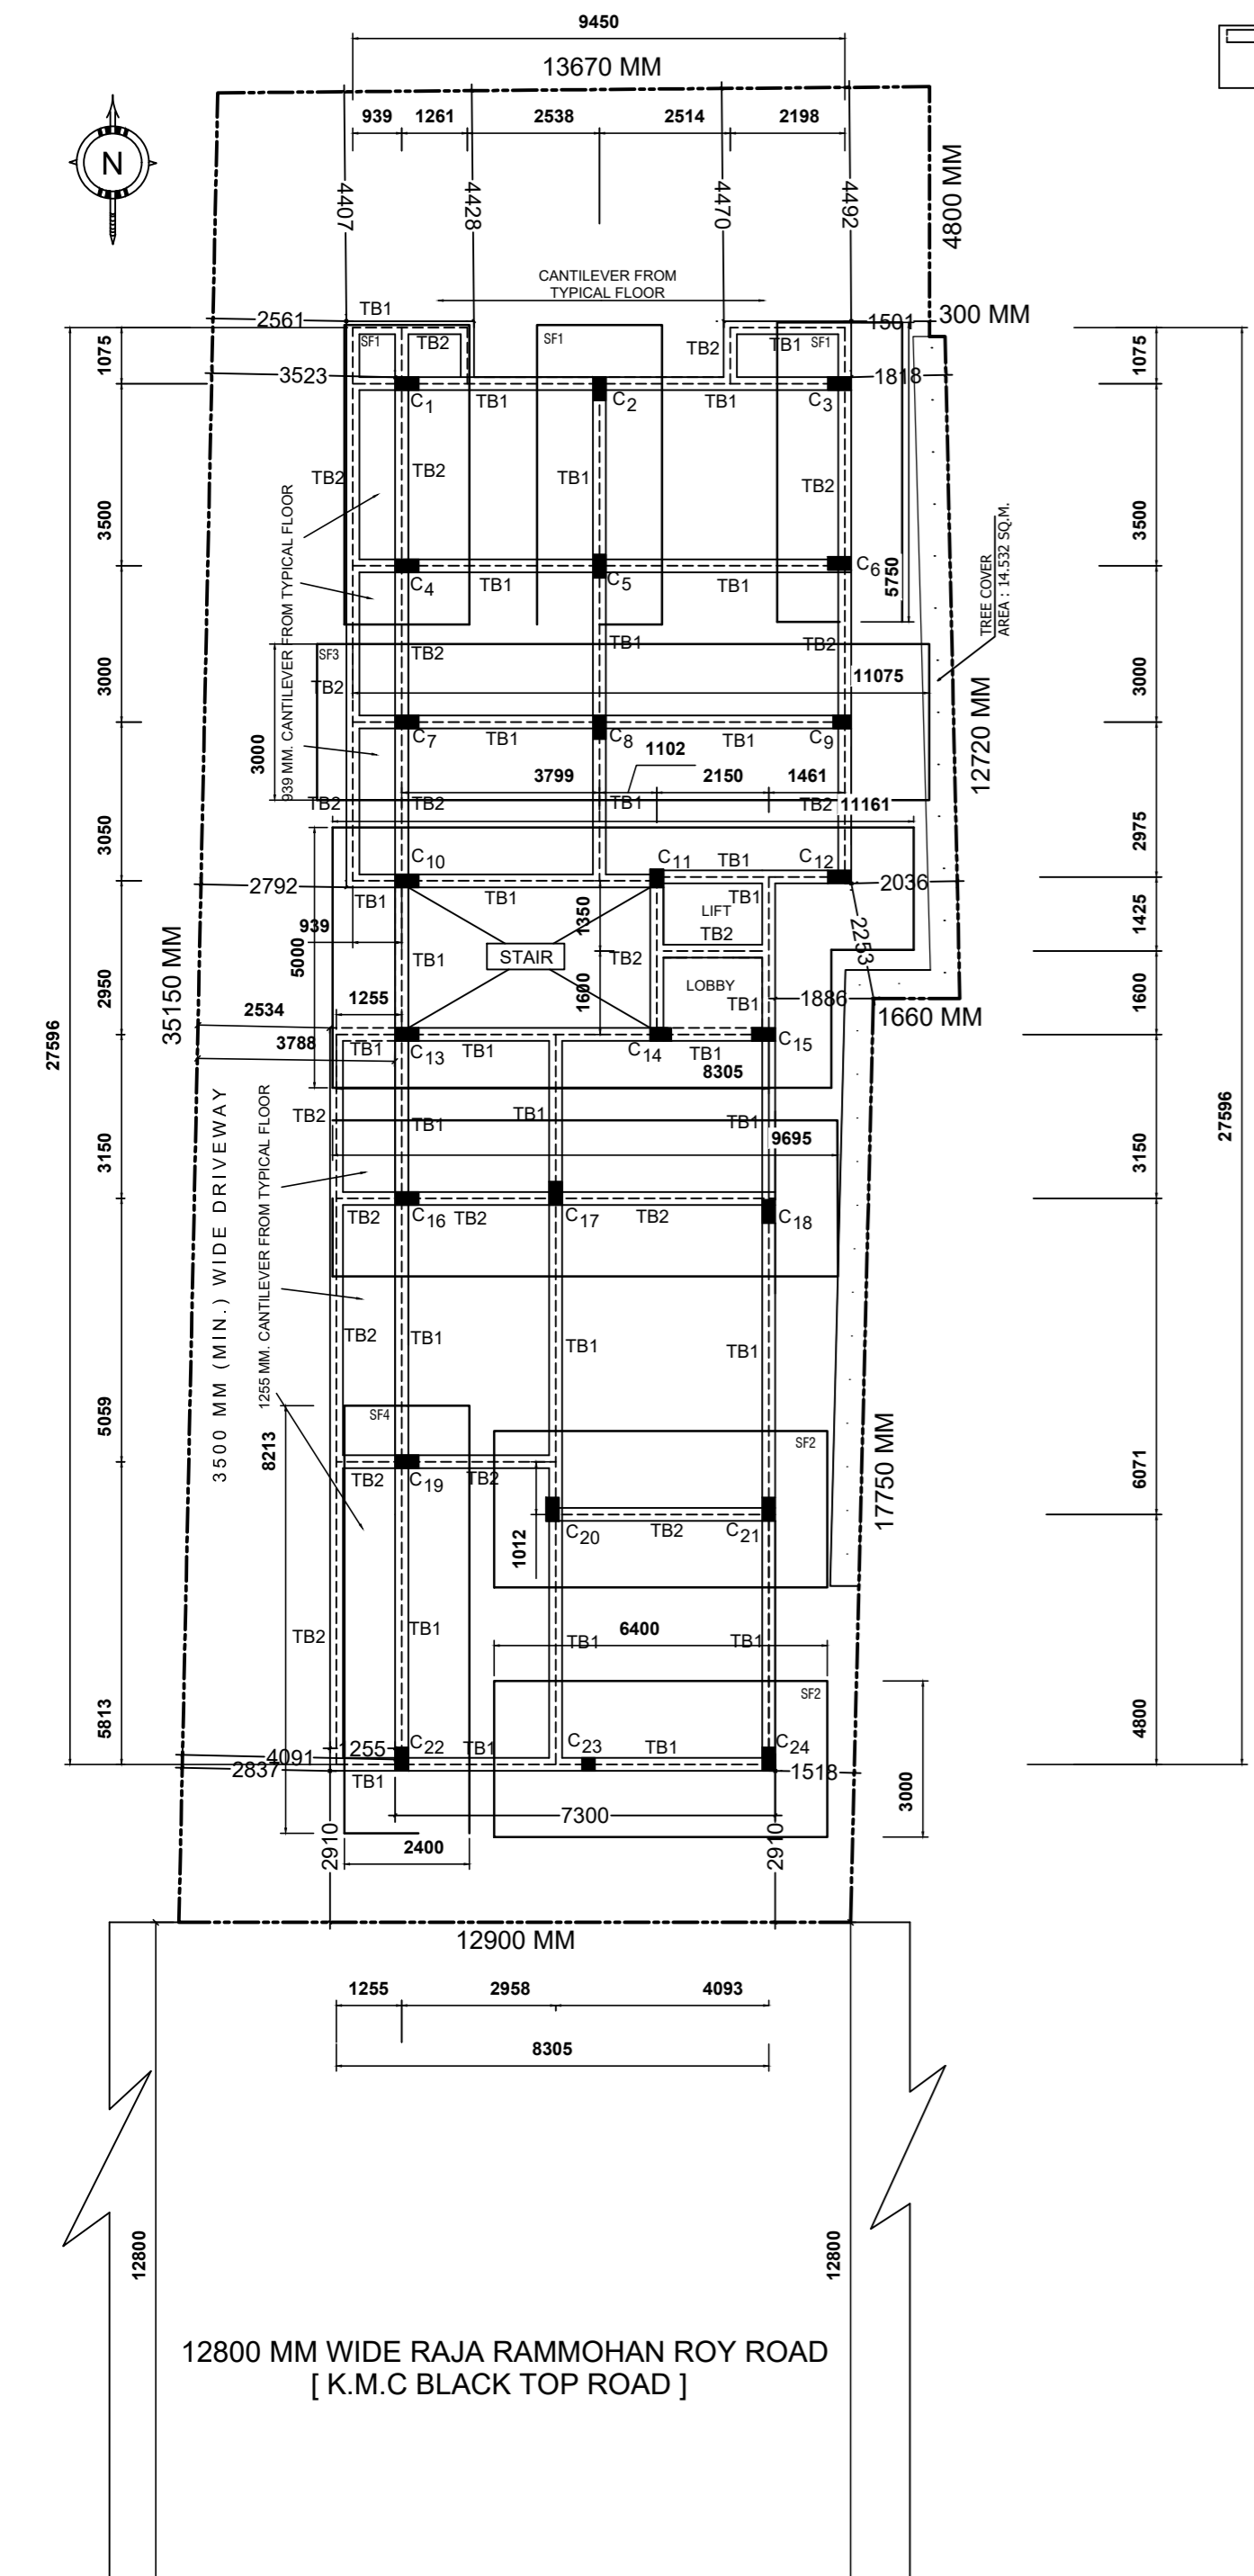 9450
13670 MM
939
1261
2538
2514
2198
N
4407
4428
4470
4492
4800 MM
CANTILEVER FROM
TYPICAL FLOOR
TB1
2561
1501
300 MM
SF1
TB2
SF1
TB2
TB1
SF1
1075
1075
3523
1818
C1
TB1
C2
TB1
C3
TB2
TB2
TB1
TB2
3500
3500
939 MM. CANTILEVER FROM TYPICAL FLOOR
C4
TB1
C5
TB1
C6
5750
TREE COVER
AREA : 14.532 SQ.M.
TB1
SF3
TB2
TB2
TB2
11075
3000
3000
3000
12720 MM
C7
TB1
C8
TB1
C9
1102
3799
2150
1461
TB2
TB2
TB1
TB2
11161
3050
2975
C10
C11
TB1
C12
2792
TB1
TB1
TB1
2036
939
LIFT
1350
1425
2253
5000
TB1
STAIR
TB2
TB2
35150 MM
2950
27596
LOBBY
1600
1600
1255
TB1
1886
1660 MM
2534
3788
TB1
C13
TB1
C14
TB1
C15
8305
TB2
TB1
TB1
TB1
3150
3150
27596
9695
3500 MM (MIN.) WIDE DRIVEWAY
1255 MM. CANTILEVER FROM TYPICAL FLOOR
TB2
C16
TB2
C17
TB2
C18
TB2
TB1
TB1
TB1
5059
8213
SF4
SF2
6071
17750 MM
TB2
C19
TB2
1012
C20
TB2
C21
TB2
TB1
TB1
6400
TB1
5813
4800
SF2
4091
255
C22
TB1
C23
TB1
C24
2837
TB1
1518
3000
7300
2910
2400
2910
12900 MM
1255
2958
4093
8305
12800
12800
12800 MM WIDE RAJA RAMMOHAN ROY ROAD
[ K.M.C BLACK TOP ROAD ]